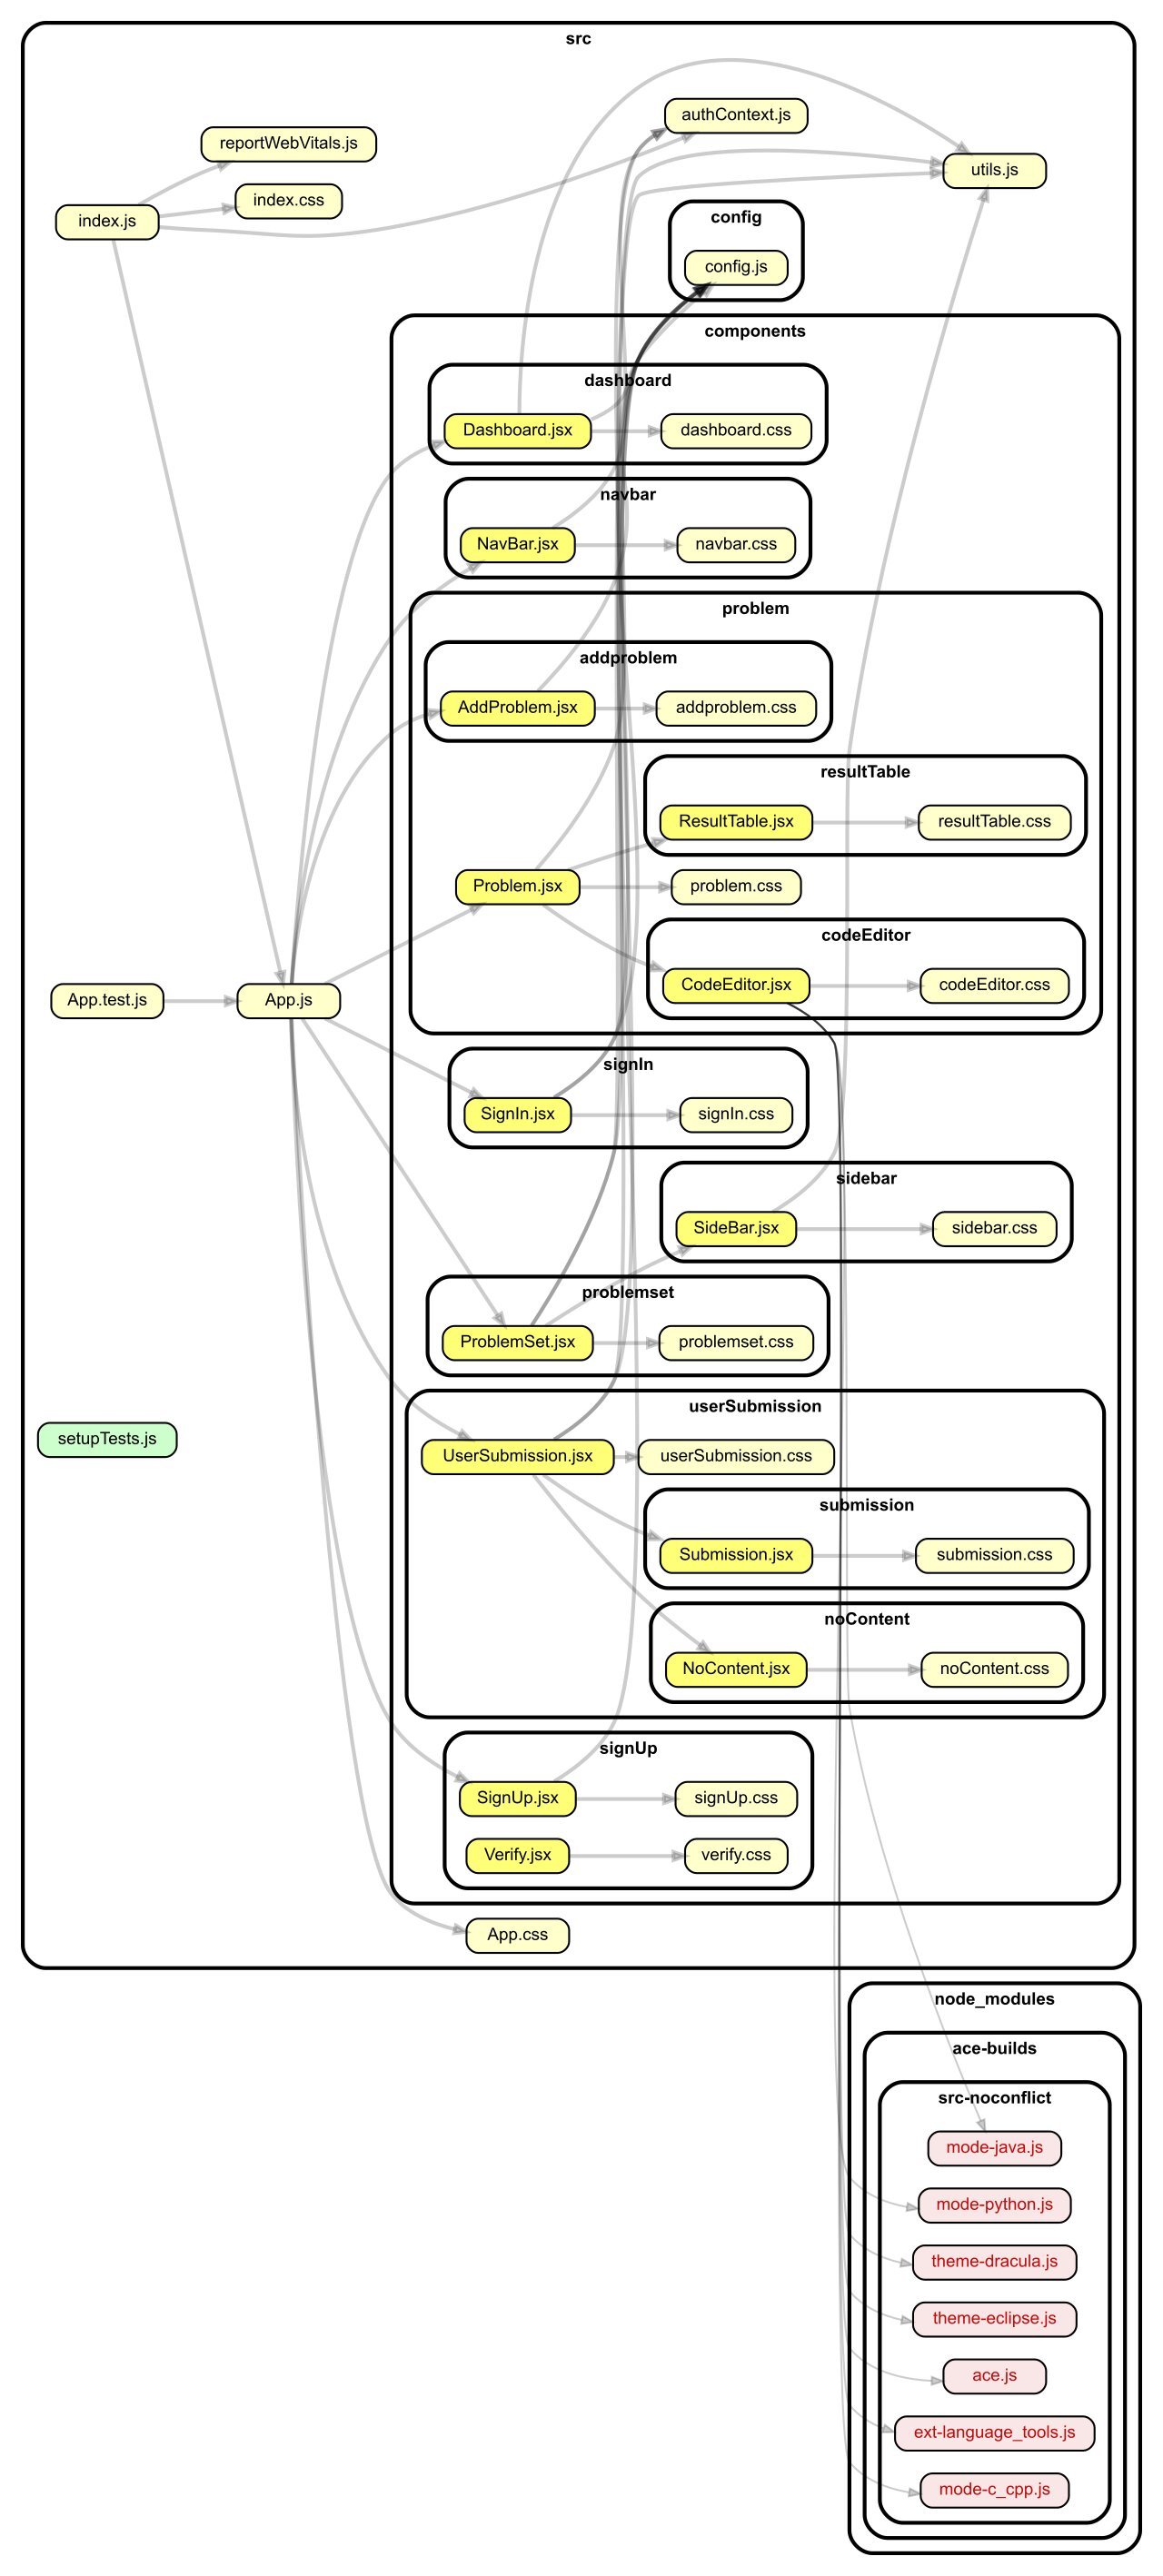 src
authContext.js
reportWebVitals.js
utils.js
index.css
index.js
config
config.js
components
dashboard
Dashboard.jsx
dashboard.css
navbar
NavBar.jsx
navbar.css
problem
addproblem
AddProblem.jsx
addproblem.css
resultTable
ResultTable.jsx
resultTable.css
Problem.jsx
problem.css
codeEditor
CodeEditor.jsx
codeEditor.css
App.test.js
App.js
signIn
SignIn.jsx
signIn.css
sidebar
SideBar.jsx
sidebar.css
problemset
ProblemSet.jsx
problemset.css
userSubmission
setupTests.js
UserSubmission.jsx
userSubmission.css
submission
Submission.jsx
submission.css
noContent
NoContent.jsx
noContent.css
signUp
SignUp.jsx
signUp.css
Verify.jsx
verify.css
App.css
node_modules
ace-builds
src-noconflict
mode-java.js
mode-python.js
theme-dracula.js
theme-eclipse.js
ace.js
ext-language_tools.js
mode-c_cpp.js